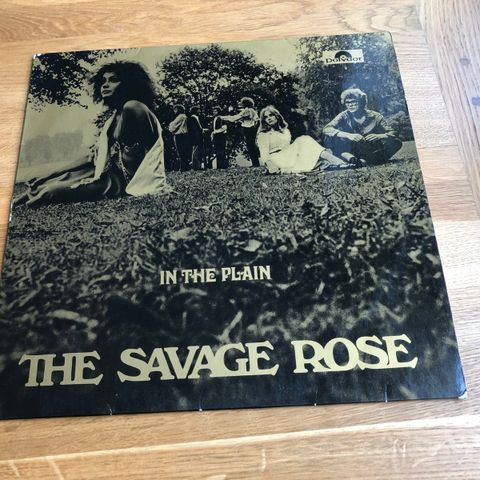 Polydor
IN THE PLAIN
THE SAVAGE ROSE